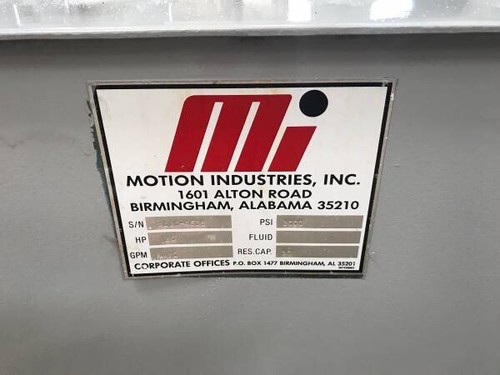 mi
MOTION INDUSTRIES, INC.
1601 ALTON ROAD
BIRMINGHAM, ALABAMA 35210
S/N PSI
HP FLUID
GPM RES.CAP.
CORPORATE OFFICES P.O. BOX 1477 BIRMINGHAM, AL 35201